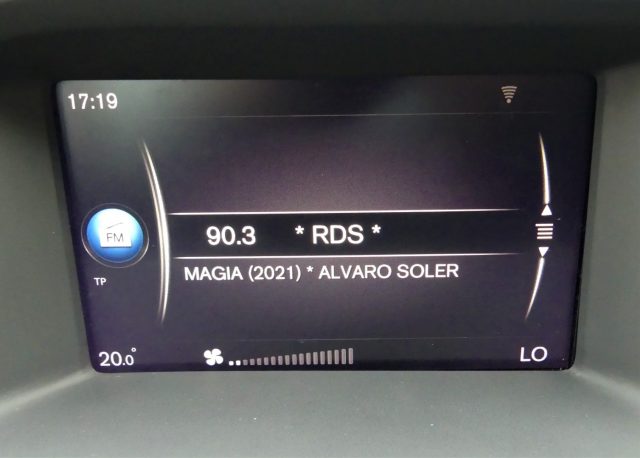 17:19
90.3 * RDS *
FM
MAGIA (2021) * ALVARO SOLER
TP
20.0° LO